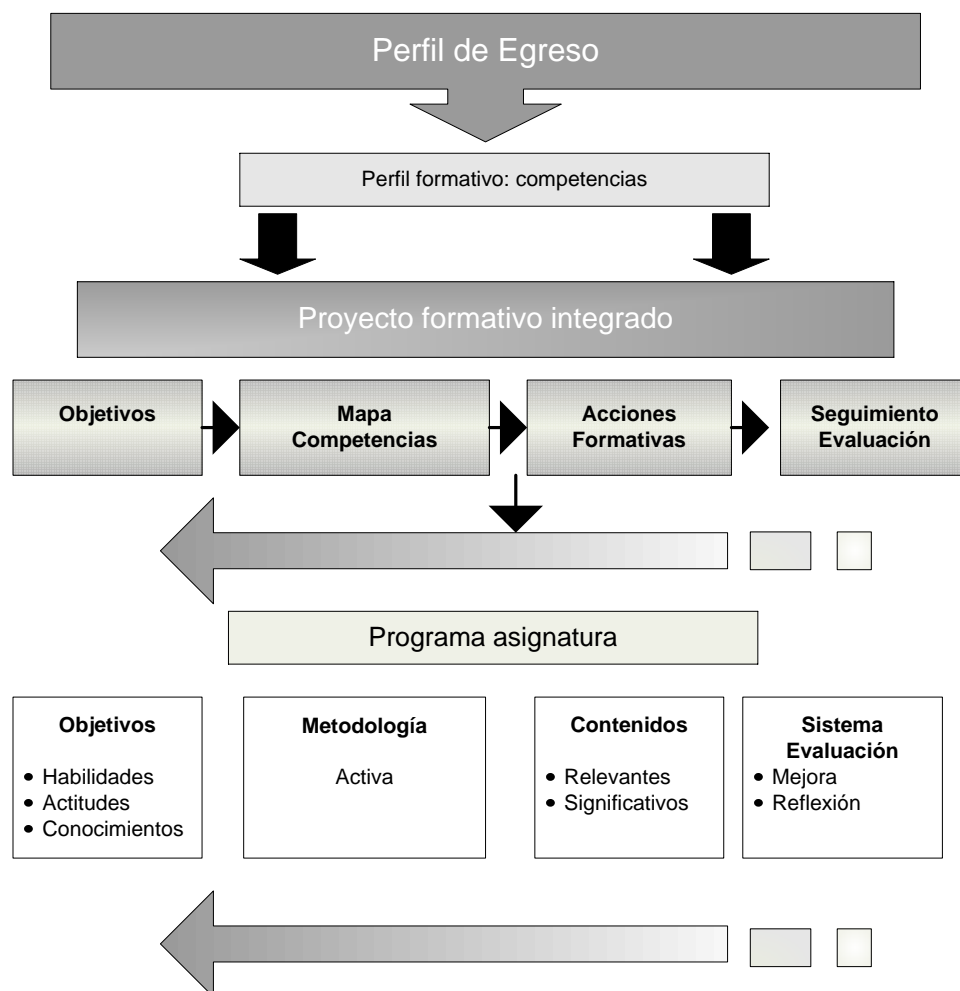 Perfil de Egreso
Perfil formativo: competencias
Proyecto formativo integrado
Objetivos
Mapa
Competencias
Acciones
Formativas
Seguimiento
Evaluación
Programa asignatura
Objetivos
• Habilidades
• Actitudes
• Conocimientos
Metodología
Activa
Contenidos
• Relevantes
• Significativos
Sistema
Evaluación
• Mejora
• Reflexión